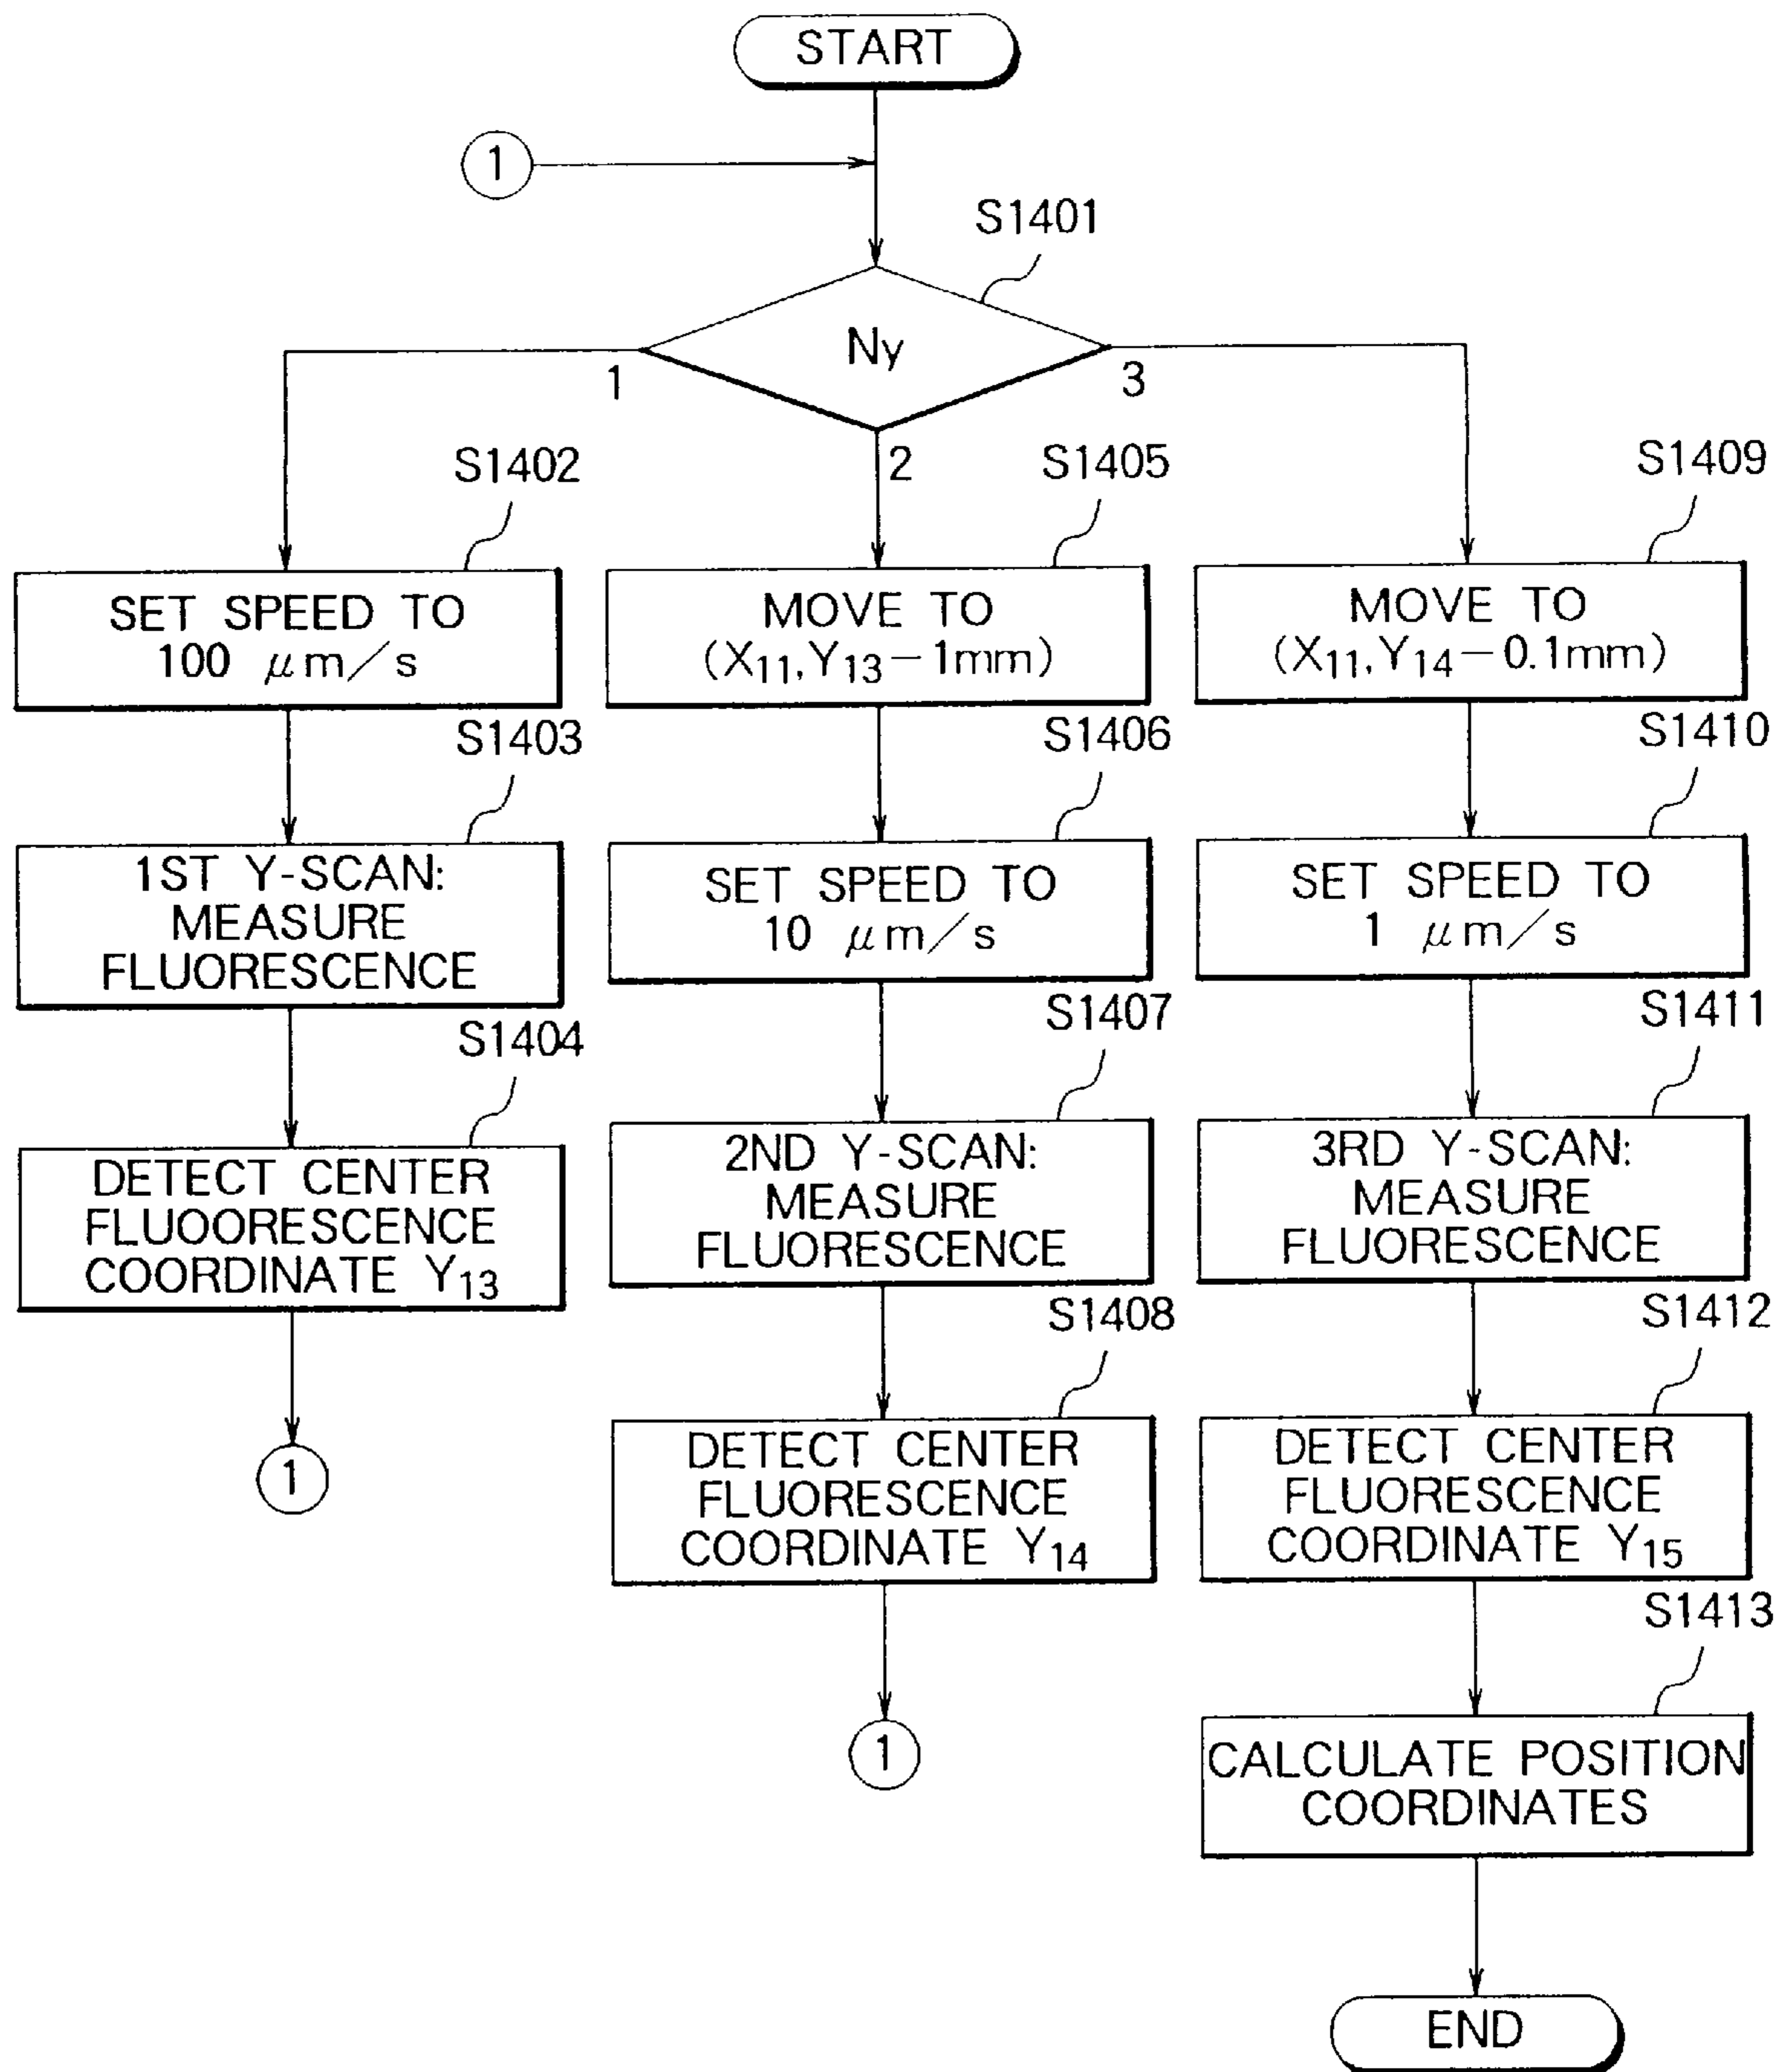 START
1
S1401
Ny
1
2
3
S1402
SET SPEED TO
100 μm/s
S1403
1ST Y-SCAN:
MEASURE
FLUORESCENCE
S1404
DETECT CENTER
FLUOORESCENCE
COORDINATE Y13
1
S1405
MOVE TO
(X11,Y13-1mm)
S1406
SET SPEED TO
10 μm/s
S1407
2ND Y-SCAN:
MEASURE
FLUORESCENCE
S1408
DETECT CENTER
FLUORESCENCE
COORDINATE Y14
1
S1409
MOVE TO
(X11,Y14-0.1mm)
S1410
SET SPEED TO
1 μm/s
S1411
3RD Y-SCAN:
MEASURE
FLUORESCENCE
S1412
DETECT CENTER
FLUORESCENCE
COORDINATE Y15
S1413
CALCULATE POSITION
COORDINATES
END